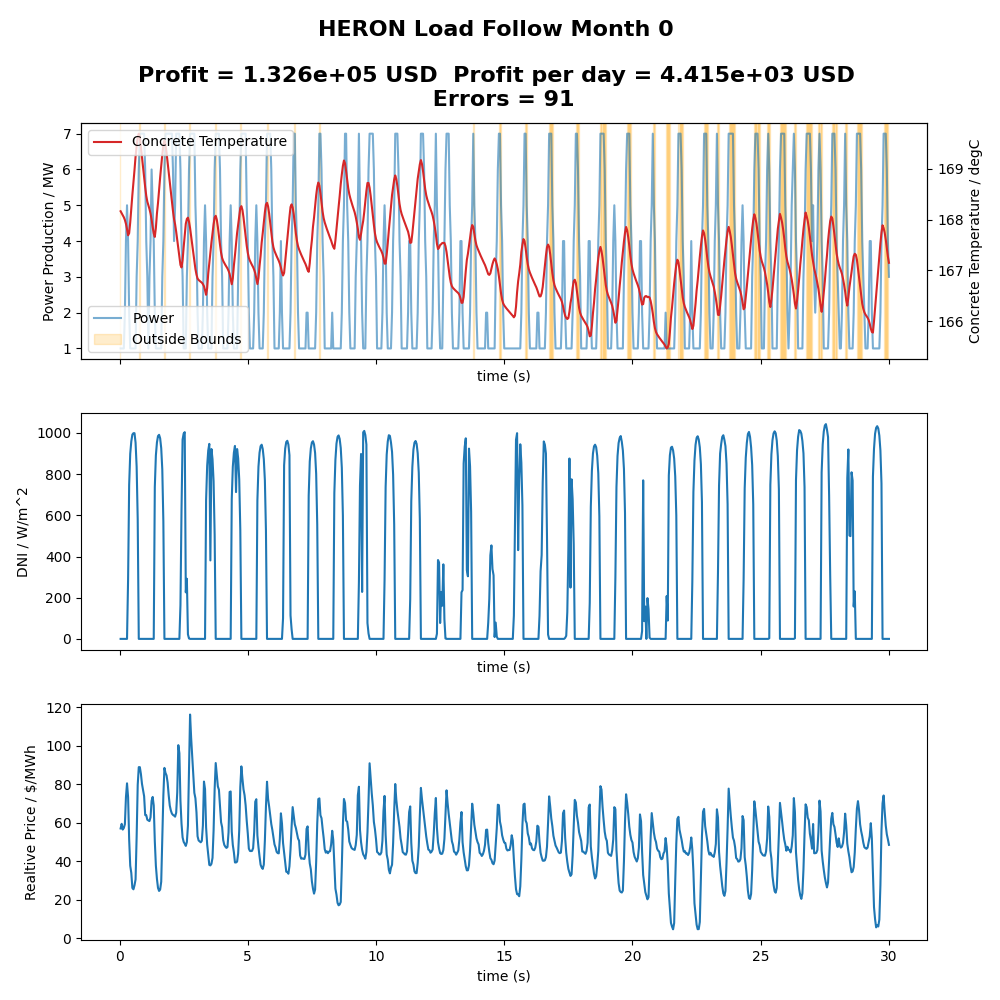 HERON Load Follow Month 0
Profit = 1.326e+05 USD  Profit per day = 4.415e+03 USD
Errors = 91
Power Production / MW
7
6
5
4
3
2
1
Concrete Temperature
Power
Outside Bounds
169
168
167
166
Concrete Temperature / degC
time (s)
DNI / W/m^2
1000
800
600
400
200
0
time (s)
Realtive Price / $/MWh
120
100
80
60
40
20
0
0 5 10 15 20 25 30
time (s)